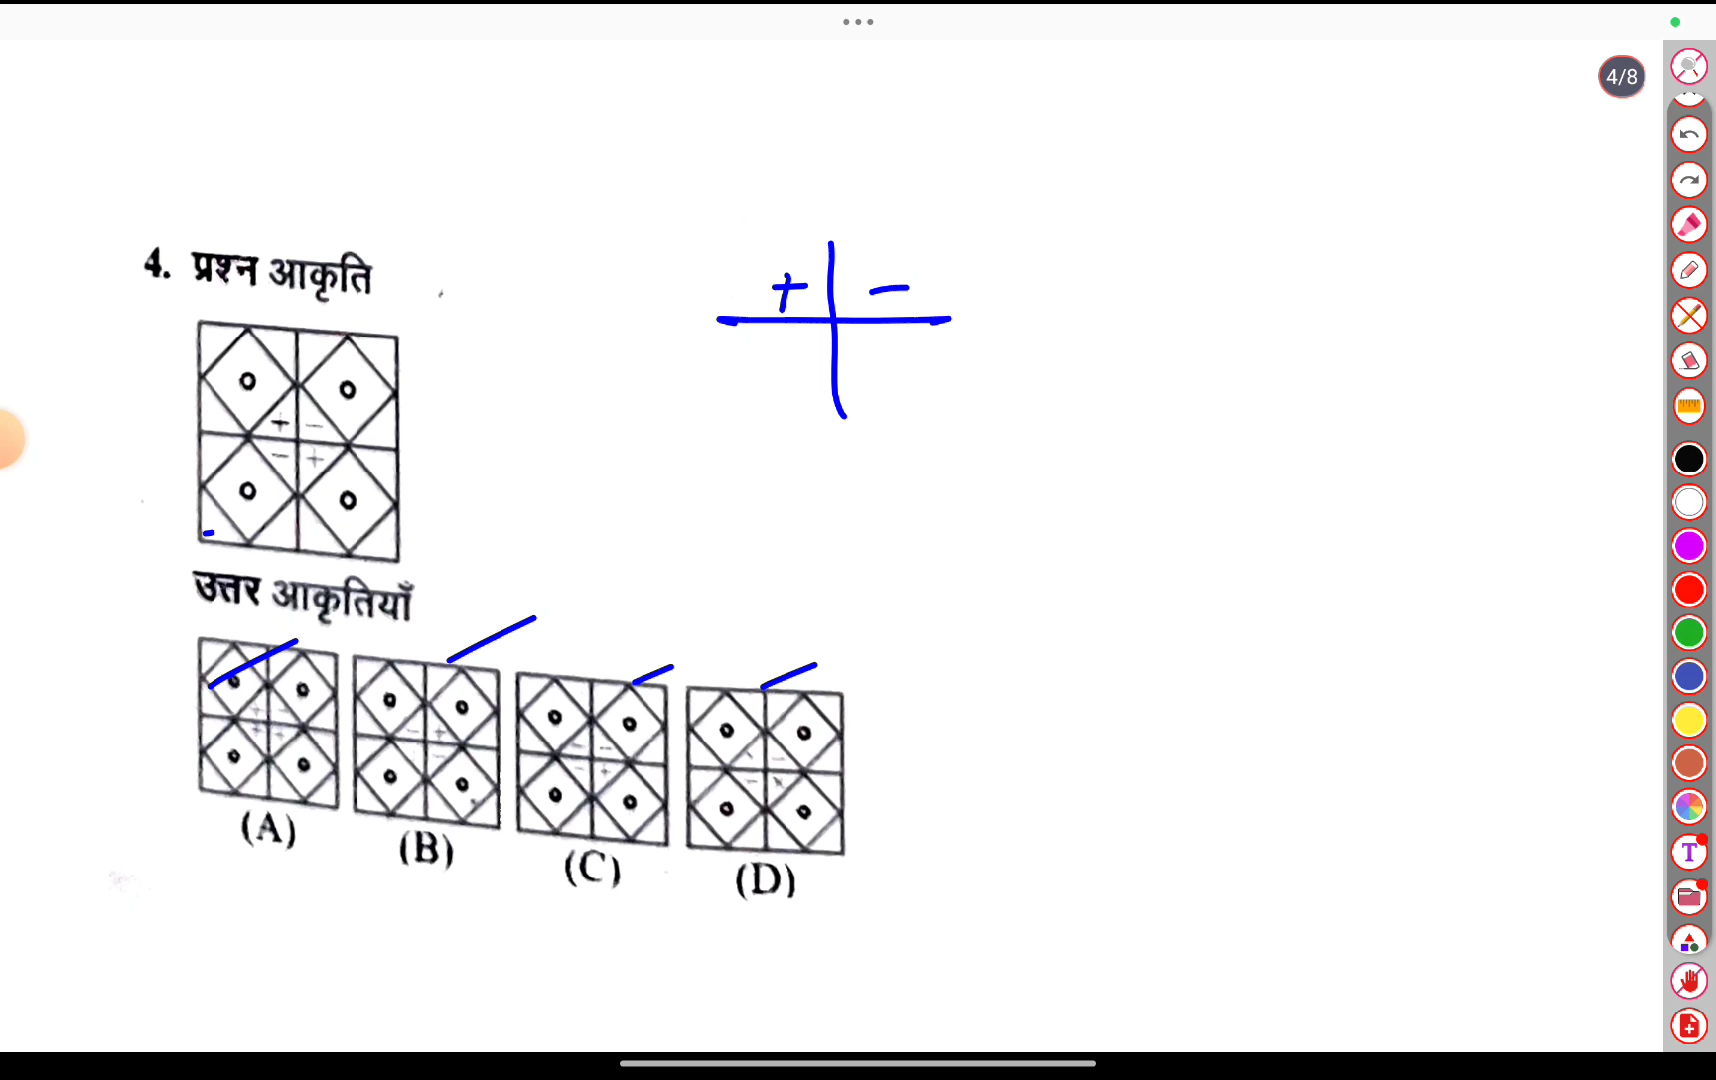 4/8
4. प्रश्न आकृति
+ −
+ −
− +
उत्तर आकृतियाँ
(A) (B) (C) (D)
T